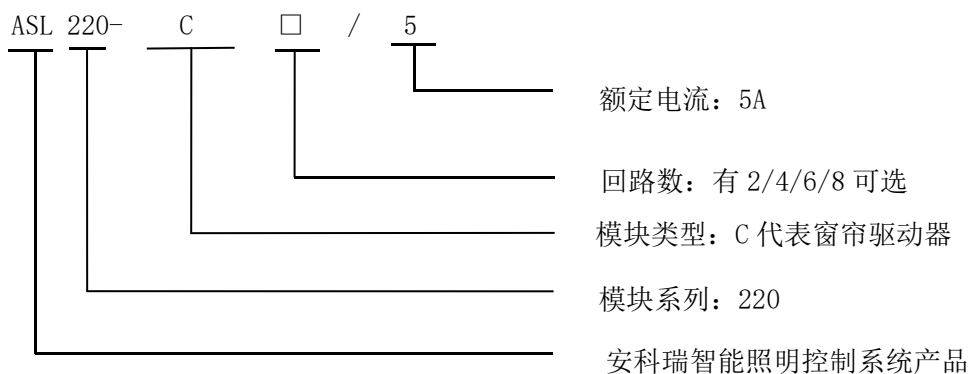 ASL 220- C □ / 5
额定电流：5A
回路数：有 2/4/6/8 可选
模块类型：C 代表窗帘驱动器
模块系列：220
安科瑞智能照明控制系统产品